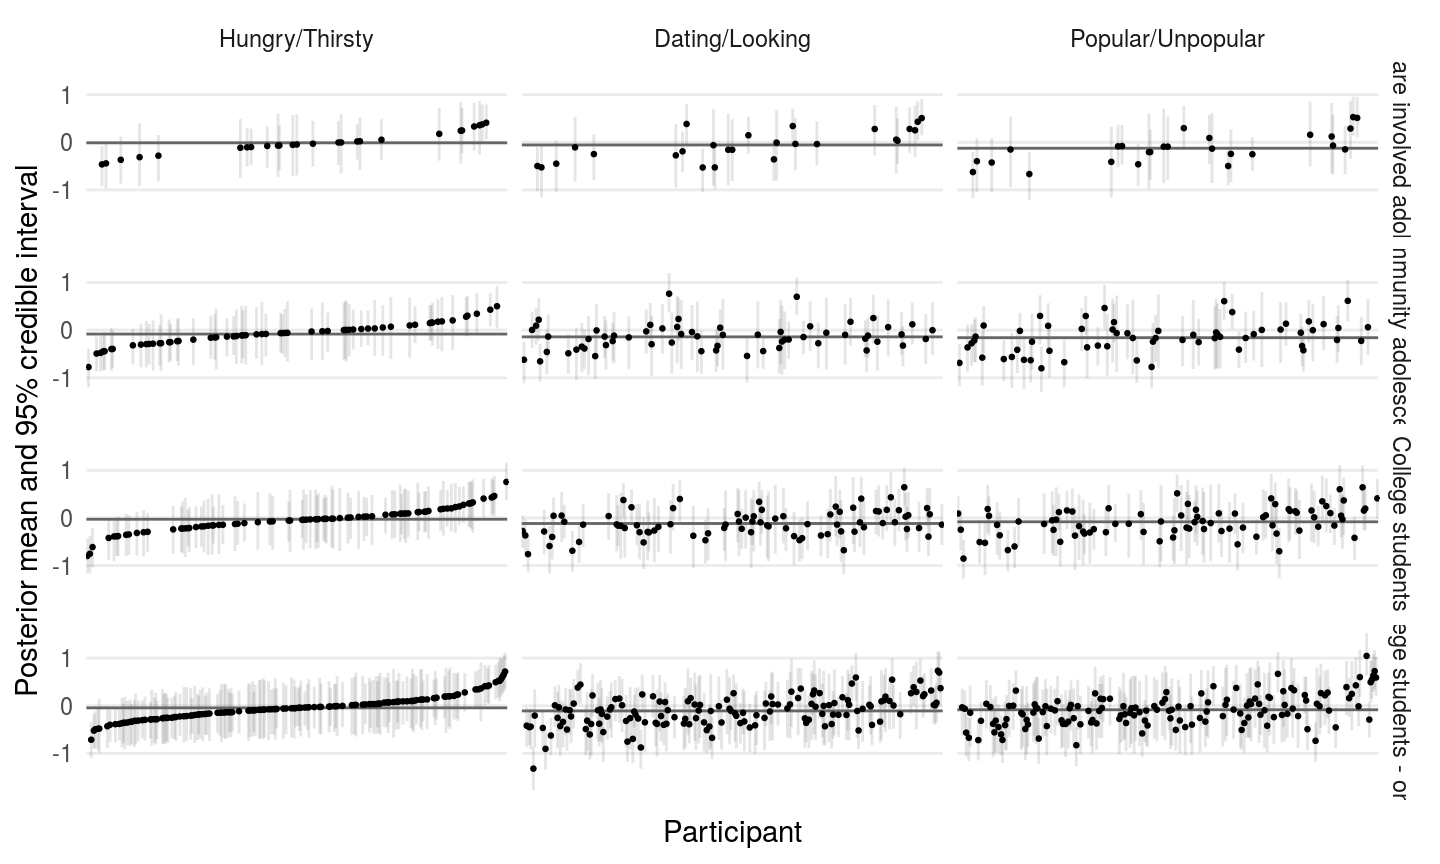 Hungry/Thirsty
Dating/Looking
Popular/Unpopular
1
0
-1
are involved adol
1
0
-1
nmunity adolesce
1
0
-1
College students
1
0
-1
ege students - or
Posterior mean and 95% credible interval
Participant